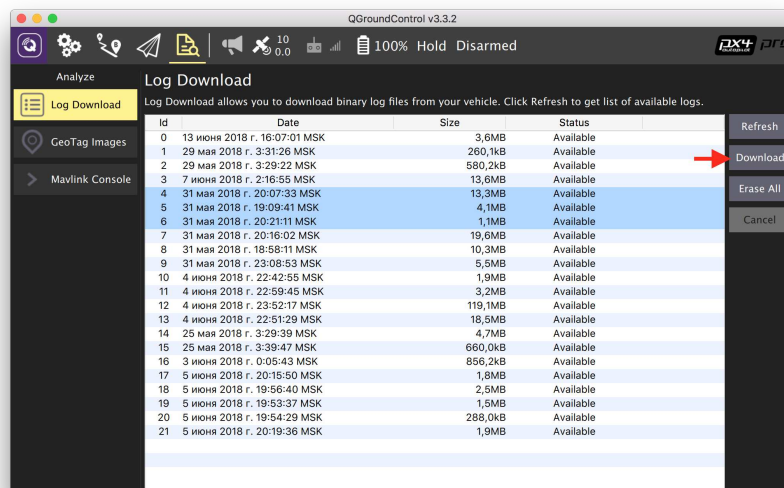 QGroundControl v3.3.2
10
0.0
100% Hold Disarmed
px4 pro
autopilot
Analyze
Log Download
GeoTag Images
Mavlink Console
Log Download
Log Download allows you to download binary log files from your vehicle. Click Refresh to get list of available logs.
Id Date Size Status
0 13 июня 2018 г. 16:07:01 MSK 3,6MB Available
1 29 мая 2018 г. 3:31:26 MSK 260,1kB Available
2 29 мая 2018 г. 3:29:22 MSK 580,2kB Available
3 7 июня 2018 г. 2:16:55 MSK 13,6MB Available
4 31 мая 2018 г. 20:07:33 MSK 13,3MB Available
5 31 мая 2018 г. 19:09:41 MSK 4,1MB Available
6 31 мая 2018 г. 20:21:11 MSK 1,1MB Available
7 31 мая 2018 г. 20:16:02 MSK 19,6MB Available
8 31 мая 2018 г. 18:58:11 MSK 10,3MB Available
9 31 мая 2018 г. 23:08:53 MSK 5,5MB Available
10 4 июня 2018 г. 22:42:55 MSK 1,9MB Available
11 4 июня 2018 г. 22:59:45 MSK 3,2MB Available
12 4 июня 2018 г. 23:52:17 MSK 119,1MB Available
13 4 июня 2018 г. 22:51:29 MSK 18,5MB Available
14 25 мая 2018 г. 3:29:39 MSK 4,7MB Available
15 25 мая 2018 г. 3:39:47 MSK 660,0kB Available
16 3 июня 2018 г. 0:05:43 MSK 856,2kB Available
17 5 июня 2018 г. 20:15:50 MSK 1,8MB Available
18 5 июня 2018 г. 19:56:40 MSK 2,5MB Available
19 5 июня 2018 г. 19:53:37 MSK 1,5MB Available
20 5 июня 2018 г. 19:54:29 MSK 288,0kB Available
21 5 июня 2018 г. 20:19:36 MSK 1,9MB Available
Refresh
Download
Erase All
Cancel